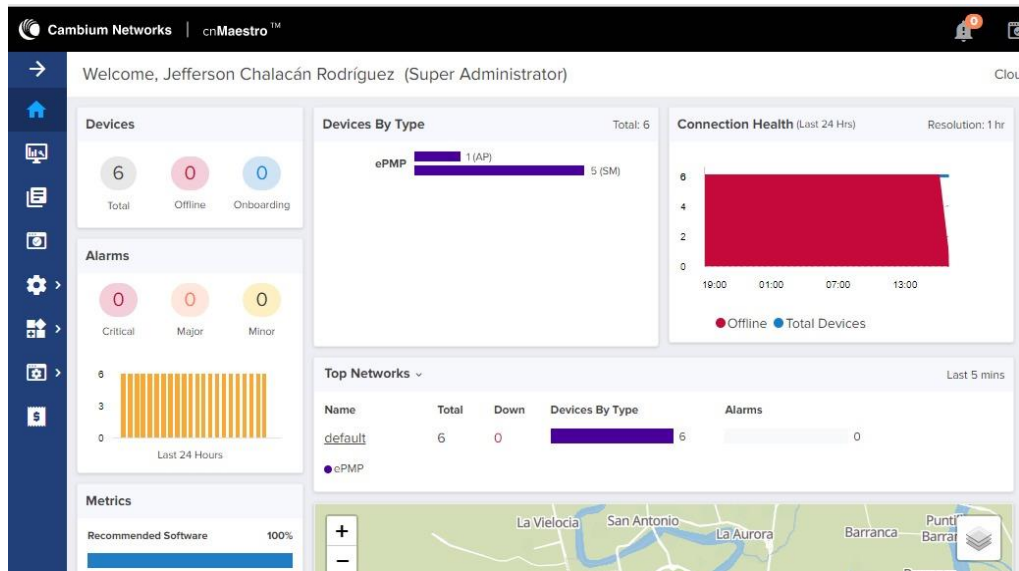 Cambium Networks | cnMaestro™
0
Welcome, Jefferson Chalacán Rodríguez (Super Administrator)
Clou
Devices
6
0
0
Total
Offline
Onboarding
Devices By Type
Total: 6
ePMP
1 (AP)
5 (SM)
Connection Health (Last 24 Hrs)
Resolution: 1 hr
6
4
2
0
19:00 01:00 07:00 13:00
Offline Total Devices
Alarms
0
0
0
Critical
Major
Minor
6
3
0
Last 24 Hours
Top Networks
Last 5 mins
Name Total Down Devices By Type Alarms
default 6 0 6 0
ePMP
Metrics
Recommended Software 100%
+
−
La Vielocia
San Antonio
La Aurora
Barranca
Punti
Barrar
$